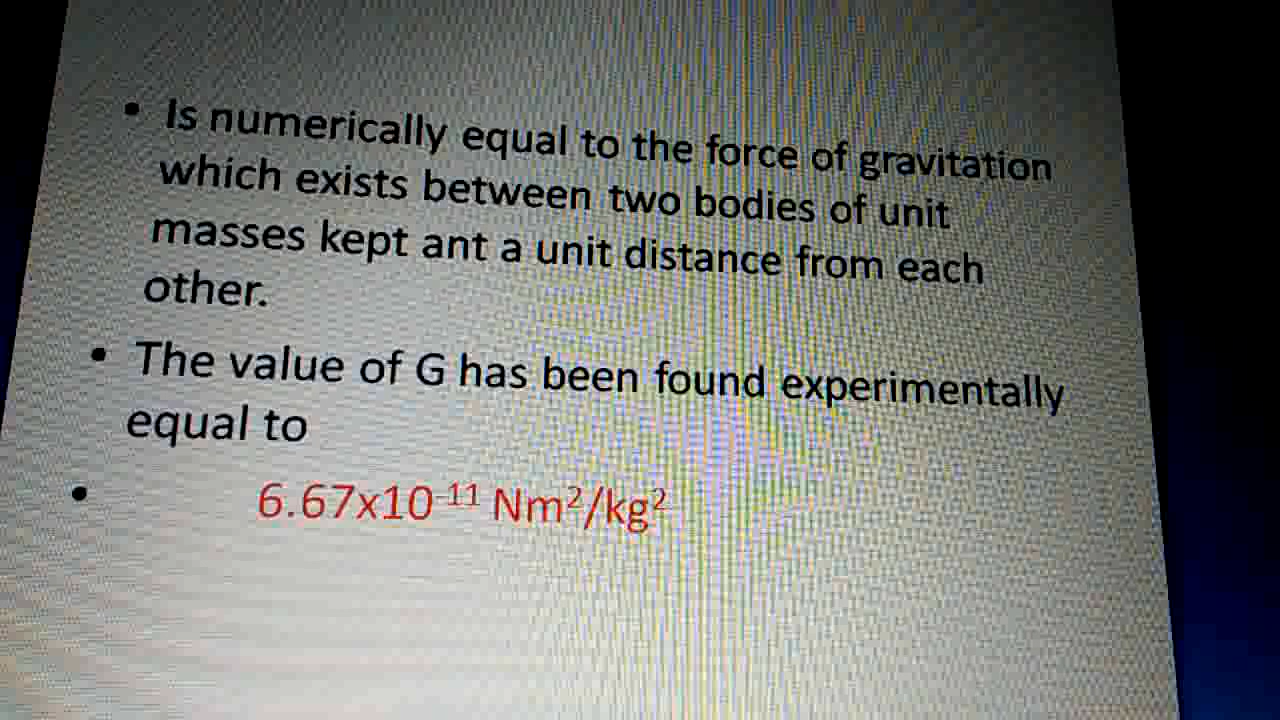 • Is numerically equal to the force of gravitation
which exists between two bodies of unit
masses kept ant a unit distance from each
other.
• The value of G has been found experimentally
equal to
• 6.67x10⁻¹¹ Nm²/kg²